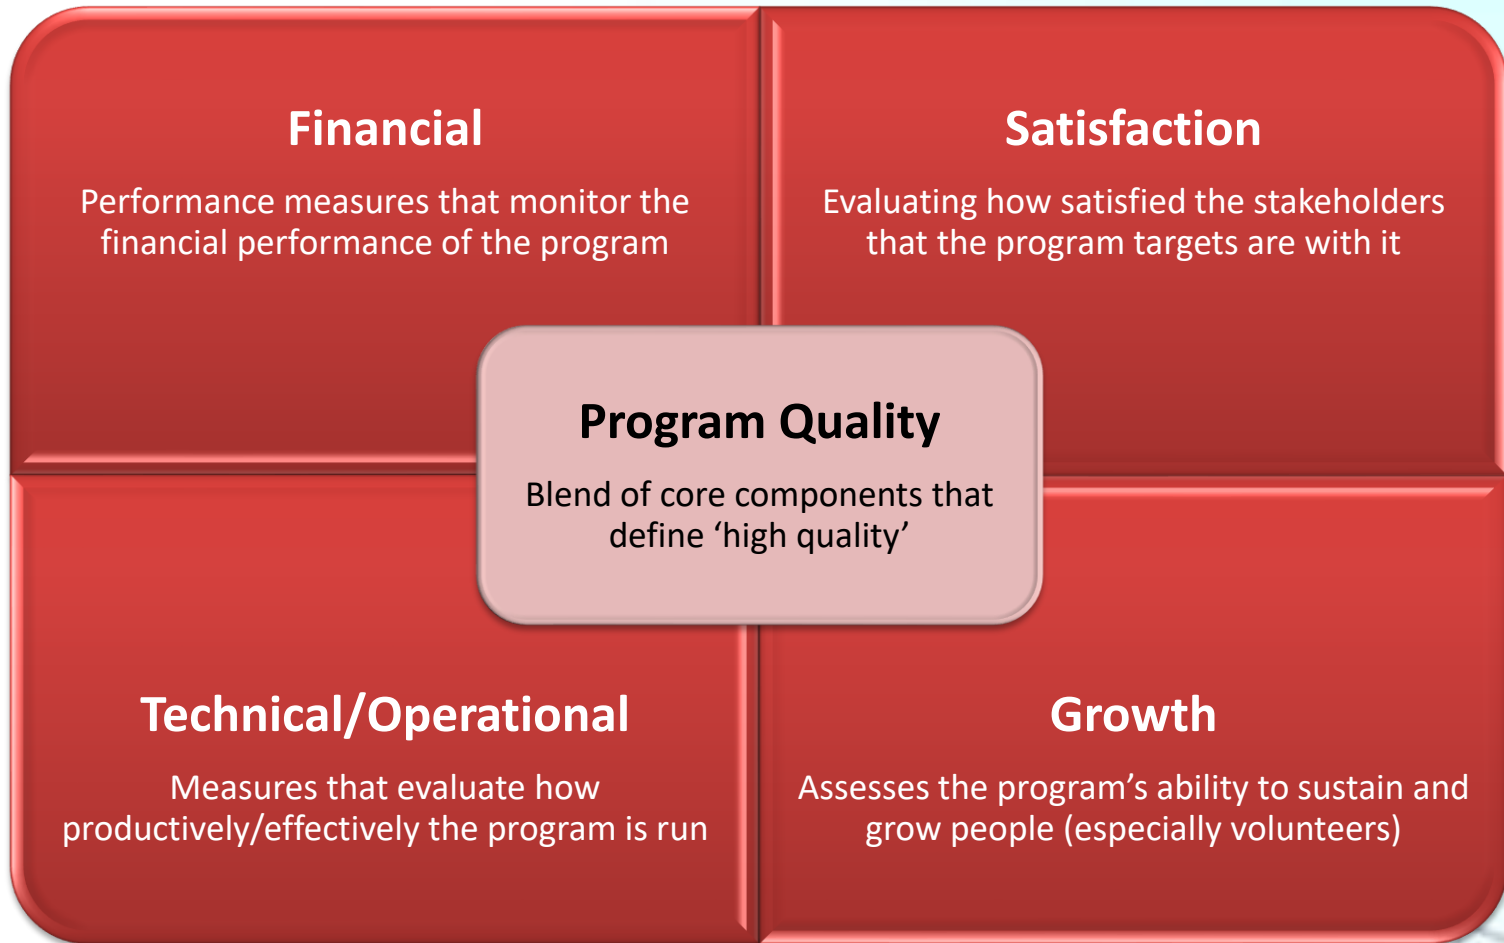 Financial
Performance measures that monitor the
financial performance of the program
Satisfaction
Evaluating how satisfied the stakeholders
that the program targets are with it
Program Quality
Blend of core components that
define ‘high quality’
Technical/Operational
Measures that evaluate how
productively/effectively the program is run
Growth
Assesses the program’s ability to sustain and
grow people (especially volunteers)